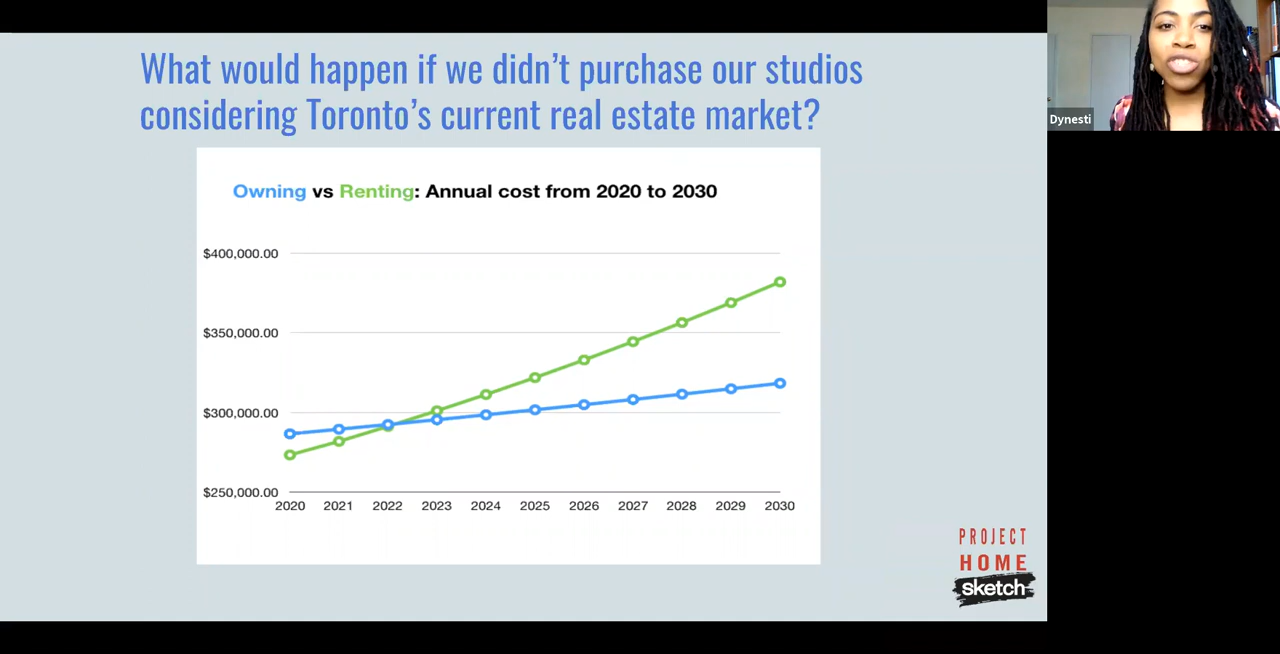 What would happen if we didn’t purchase our studios
considering Toronto’s current real estate market?
Owning vs Renting: Annual cost from 2020 to 2030
$400,000.00
$350,000.00
$300,000.00
$250,000.00
2020 2021 2022 2023 2024 2025 2026 2027 2028 2029 2030
PROJECT
HOME
sketch
Dynesti